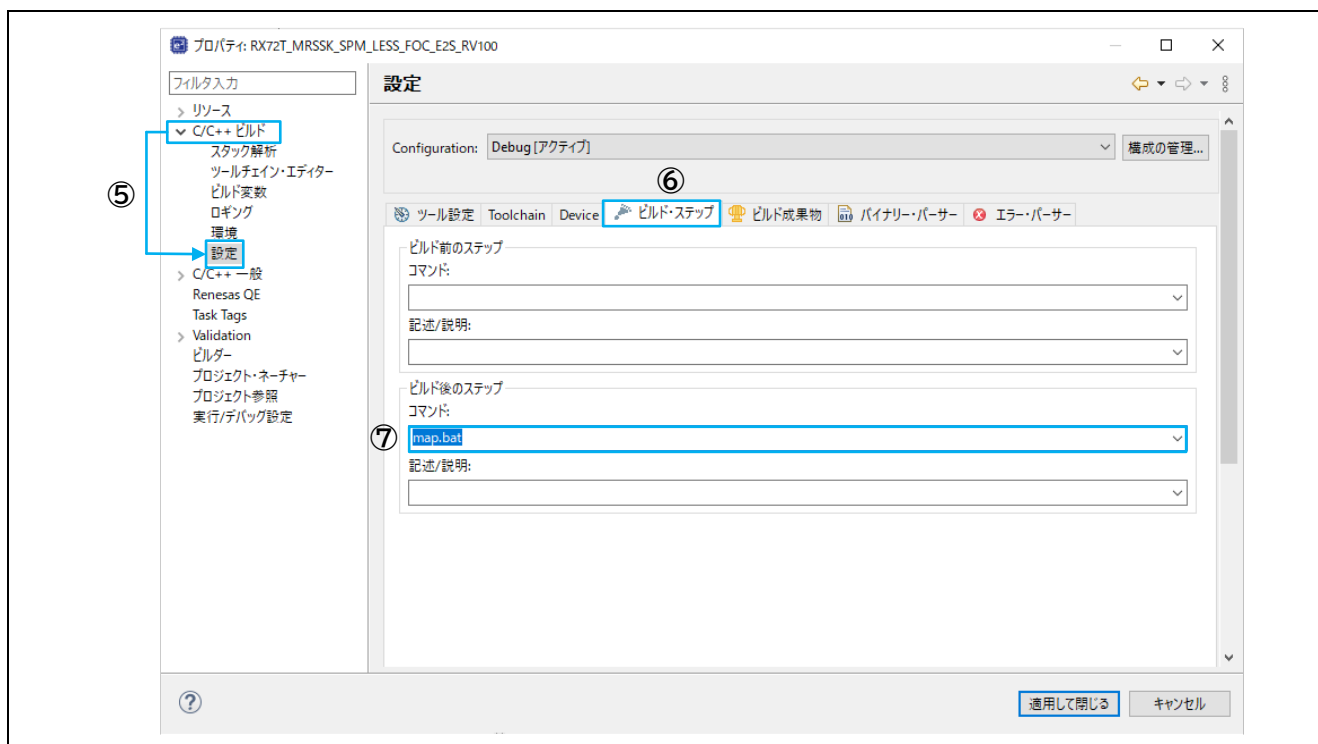 プロパティ: RX72T_MRSSK_SPM_LESS_FOC_E2S_RV100
フィルタ入力
設定
リソース
C/C++ ビルド
スタック解析
ツールチェイン・エディター
ビルド変数
ロギング
環境
設定
C/C++ 一般
Renesas QE
Task Tags
Validation
ビルダー
プロジェクト・ネーチャー
プロジェクト参照
実行/デバッグ設定
⑤
Configuration: Debug [アクティブ] 構成の管理...
⑥
ツール設定 Toolchain Device ビルド・ステップ ビルド成果物 バイナリー・パーサー エラー・パーサー
ビルド前のステップ
コマンド:
記述/説明:
ビルド後のステップ
コマンド:
⑦ map.bat
記述/説明:
適用して閉じる キャンセル